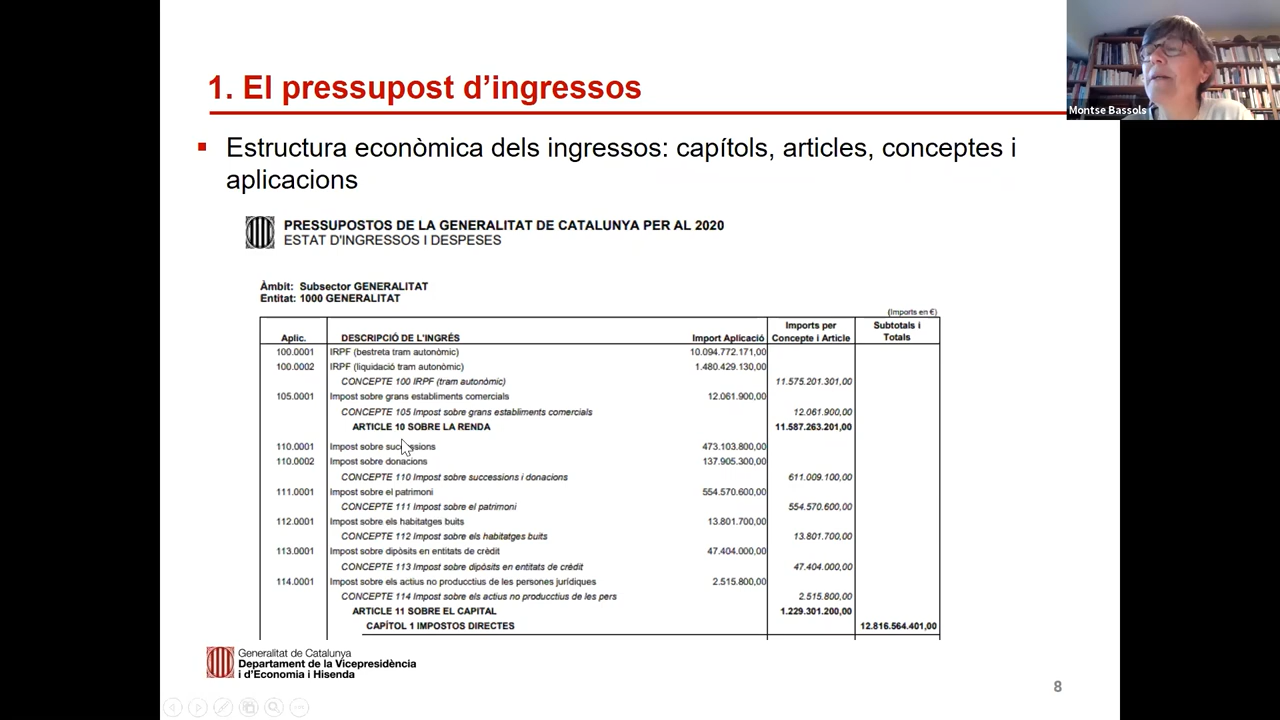 1. El pressupost d'ingressos
Montse Bassols
Estructura econòmica dels ingressos: capítols, articles, conceptes i
aplicacions
PRESSUPOSTOS DE LA GENERALITAT DE CATALUNYA PER AL 2020
ESTAT D'INGRESSOS I DESPESES
Àmbit: Subsector GENERALITAT
Entitat: 1000 GENERALITAT
(Imports en €)
Aplic. DESCRIPCIÓ DE L'INGRÉS Import Aplicació Imports per Concepte i Article Subtotals i Totals
100.0001 IRPF (bestreta tram autonòmic) 10.094.772.171,00
100.0002 IRPF (liquidació tram autonòmic) 1.480.429.130,00
CONCEPTE 100 IRPF (tram autonòmic) 11.575.201.301,00
105.0001 Impost sobre grans establiments comercials 12.061.900,00
CONCEPTE 105 Impost sobre grans establiments comercials 12.061.900,00
ARTICLE 10 SOBRE LA RENDA 11.587.263.201,00
110.0001 Impost sobre successions 473.103.800,00
110.0002 Impost sobre donacions 137.905.300,00
CONCEPTE 110 Impost sobre successions i donacions 611.009.100,00
111.0001 Impost sobre el patrimoni 554.570.600,00
CONCEPTE 111 Impost sobre el patrimoni 554.570.600,00
112.0001 Impost sobre els habitatges buits 13.801.700,00
CONCEPTE 112 Impost sobre els habitatges buits 13.801.700,00
113.0001 Impost sobre dipòsits en entitats de crèdit 47.404.000,00
CONCEPTE 113 Impost sobre dipòsits en entitats de crèdit 47.404.000,00
114.0001 Impost sobre els actius no producctius de les persones jurídiques 2.515.800,00
CONCEPTE 114 Impost sobre els actius no producctius de les pers 2.515.800,00
ARTICLE 11 SOBRE EL CAPITAL 1.229.301.200,00
CAPÍTOL 1 IMPOSTOS DIRECTES 12.816.564.401,00
Generalitat de Catalunya
Departament de la Vicepresidència
i d'Economia i Hisenda
8